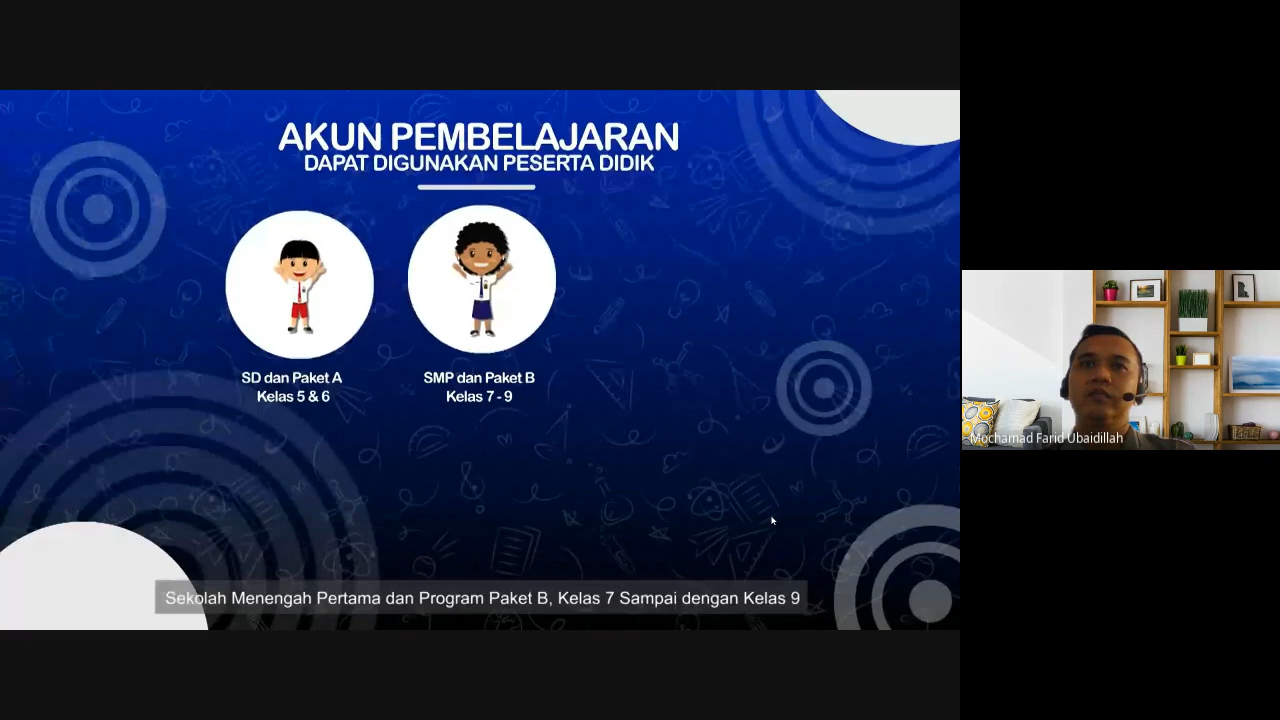 AKUN PEMBELAJARAN
DAPAT DIGUNAKAN PESERTA DIDIK
SD dan Paket A
Kelas 5 & 6
SMP dan Paket B
Kelas 7 - 9
Sekolah Menengah Pertama dan Program Paket B, Kelas 7 Sampai dengan Kelas 9
Mochamad Farid Ubaidillah